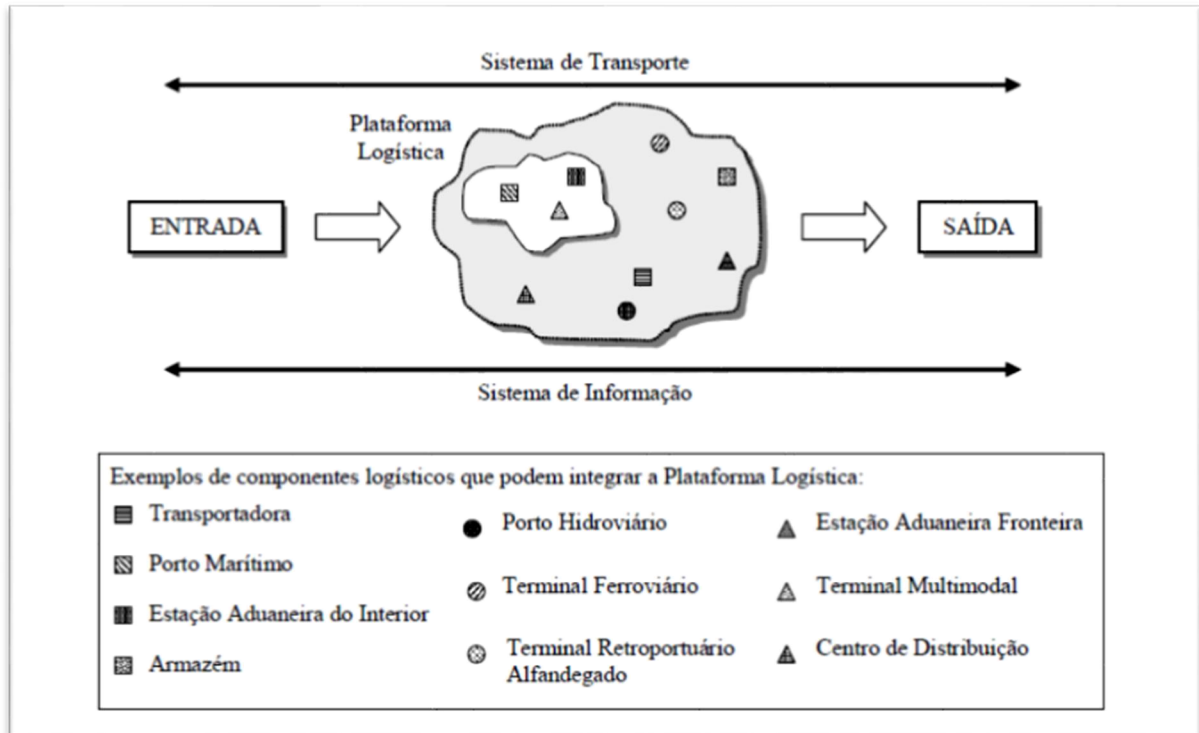 Sistema de Transporte
Plataforma
Logística
ENTRADA
SAÍDA
Sistema de Informação
Exemplos de componentes logísticos que podem integrar a Plataforma Logística:
Transportadora
Porto Marítimo
Estação Aduaneira do Interior
Armazém
Porto Hidroviário
Terminal Ferroviário
Terminal Retroportuário
Alfandegado
Estação Aduaneira Fronteira
Terminal Multimodal
Centro de Distribuição